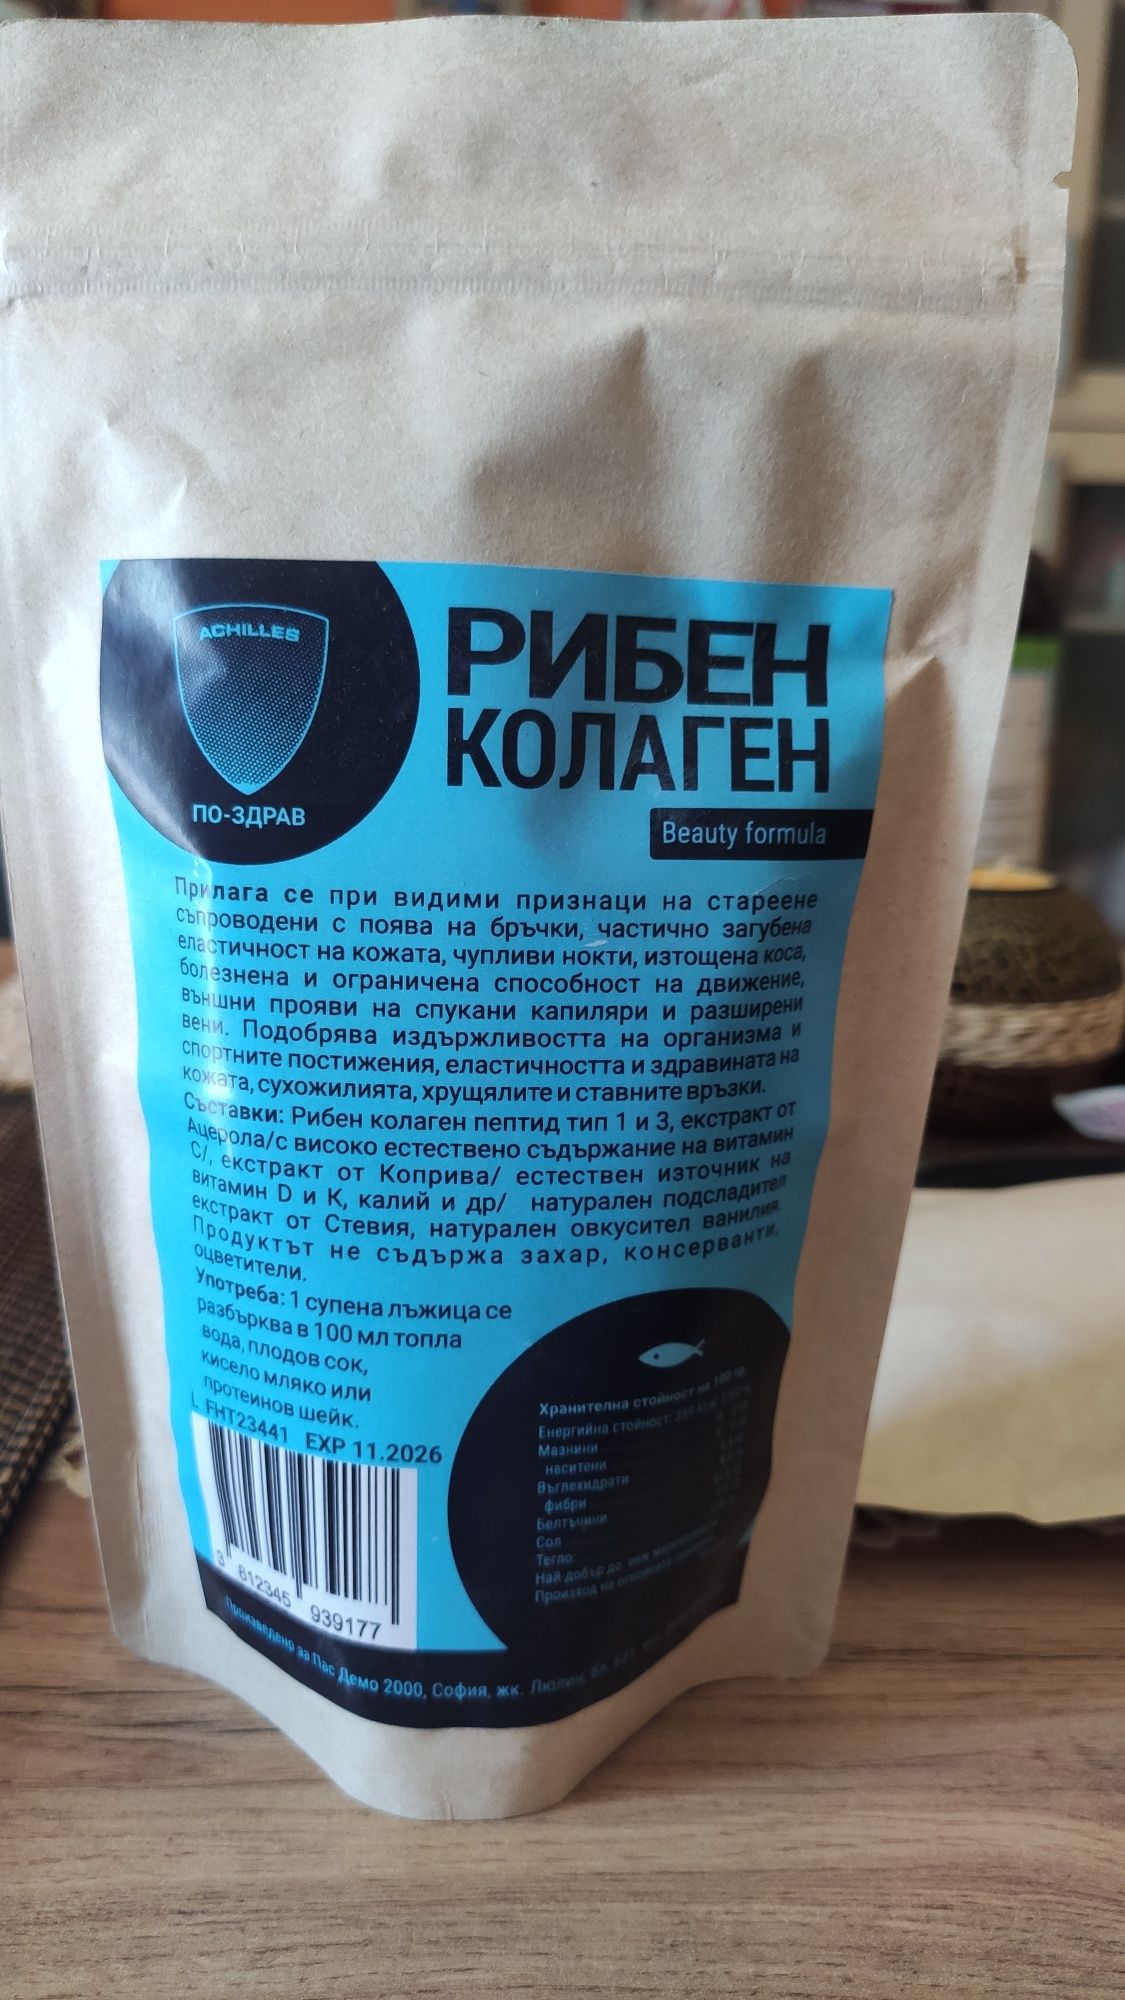 ACHILLES
ПО-ЗДРАВ
РИБЕН
КОЛАГЕН
Beauty formula
Прилага се при видими признаци на стареене
съпроводени с поява на бръчки, частично загубена
еластичност на кожата, чупливи нокти, изтощена коса,
болезнена и ограничена способност на движение,
външни прояви на спукани капиляри и разширени
вени. Подобрява издържливостта на организма и
спортните постижения, еластичността и здравината на
кожата, сухожилията, хрущялите и ставните връзки.
Съставки: Рибен колаген пептид тип 1 и 3, екстракт от
Ацерола/с високо естествено съдържание на витамин
C/, екстракт от Коприва/ естествен източник на
витамин D и K, калий и др/ натурален подсладител
екстракт от Стевия, натурален овкусител ванилия.
Продуктът не съдържа захар, консерванти,
оцветители.
Употреба: 1 супена лъжица се
разбърква в 100 мл топла
вода, плодов сок,
кисело мляко или
протеинов шейк.
L FHT23441 EXP 11.2026
3 812345 939177
Хранителна стойност на 100 гр.
Енергийна стойност:
Мазнини
наситени
Въглехидрати
фибри
Белтъчини
Сол
Тегло:
Най-добър до: виж
Произход на основната
Произведено за Пас Демо 2000, София, жк. Люлин, бл.